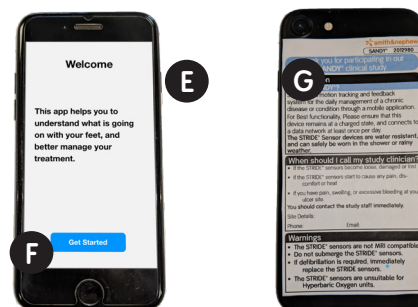 Welcome
E
This app helps you to
understand what is going
on with your feet, and
better manage your
treatment.
F
Get Started
smith&nephew
SANDY® 2012980
you for participating in our
SANDY® clinical study
G
motion tracking and feedback
system for the daily management of a chronic
disease or condition through a mobile application.
For Best functionality, Please ensure that this
device remains at a charged state, and connects to
a data network at least once per day.
The STRIDE™ Sensor devices are water resistant,
and can safely be worn in the shower or rainy
weather.
When should I call my study clinician?
• If the STRIDE™ sensors become loose, damaged or lost
• If the STRIDE™ sensors start to cause any pain, dis-
comfort or heat
• If you have pain, swelling, or excessive bleeding at your
ulcer site.
You should contact the study staff immediately.
Site Details:
Phone: Email:
Warnings
• The STRIDE™ sensors are not MRI compatible
• Do not submerge the STRIDE™ sensors.
• If defibrillation is required, immediately
replace the STRIDE sensors.
• The STRIDE™ sensors are unsuitable for
Hyperbaric Oxygen units.